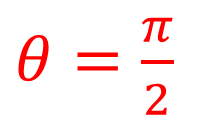 θ = π/2